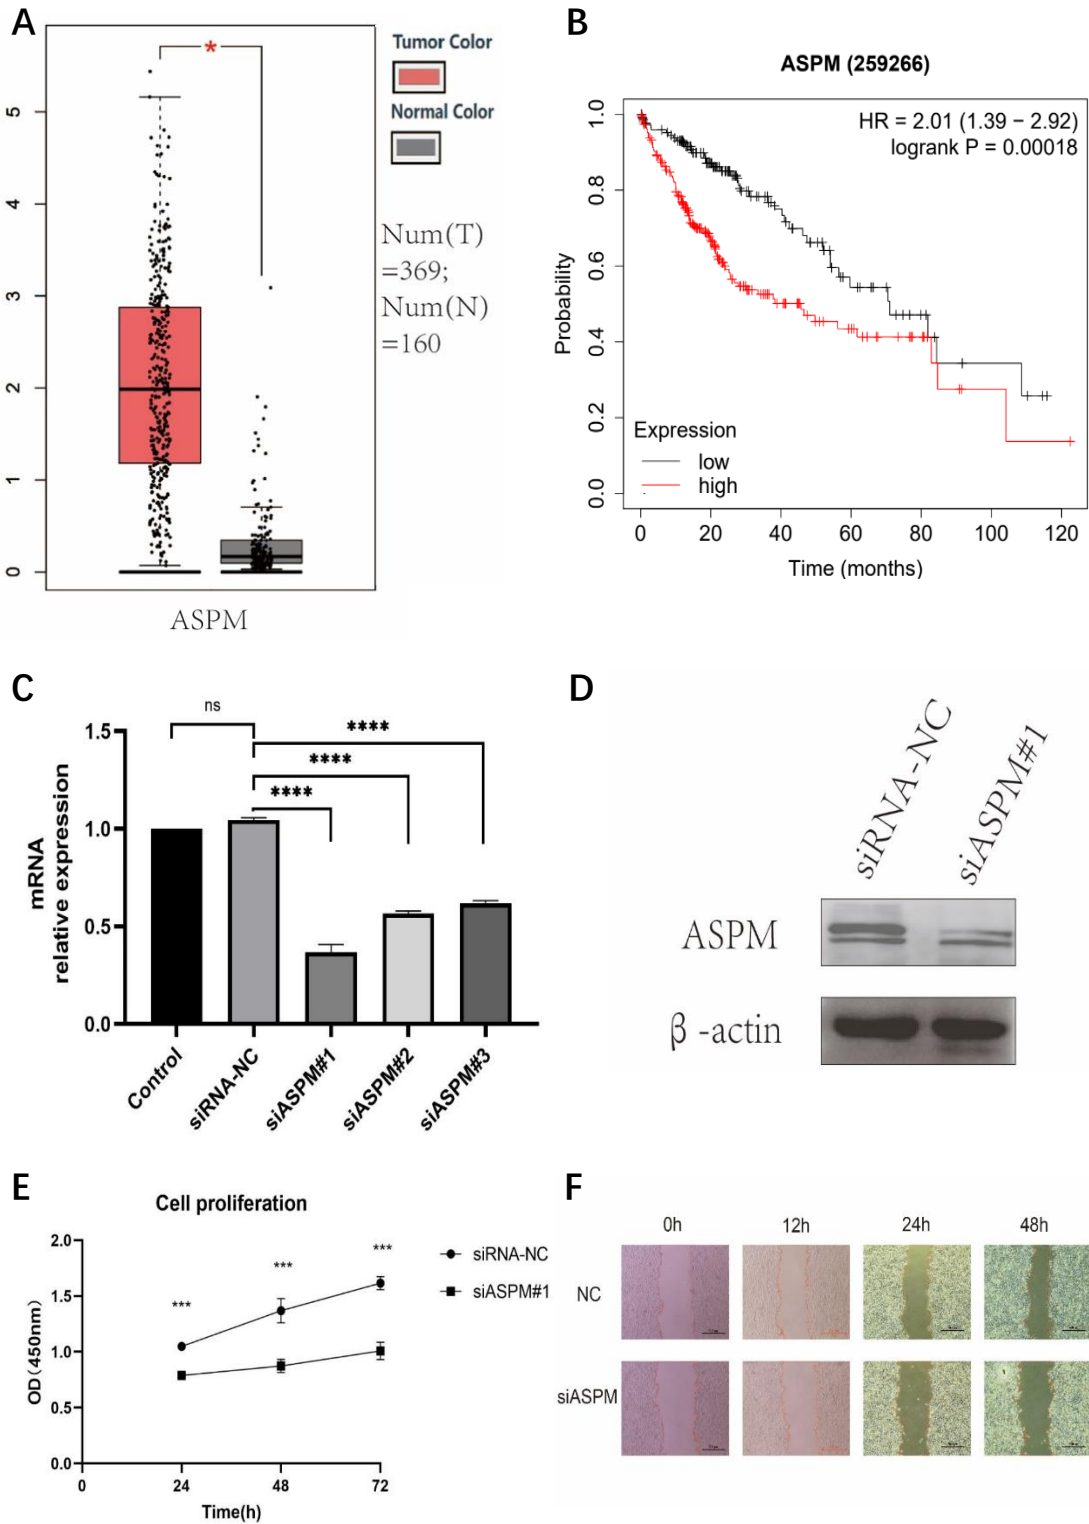 A
Tumor Color
Normal Color
*
5
4
3
2
1
0
Num(T)
=369;
Num(N)
=160
ASPM
B
ASPM (259266)
HR = 2.01 (1.39 − 2.92)
logrank P = 0.00018
Probability
1.0
0.8
0.6
0.4
0.2
0.0
Expression
low
high
0 20 40 60 80 100 120
Time (months)
C
mRNA
relative expression
1.5
1.0
0.5
0.0
ns
****
****
****
Control
siRNA-NC
siASPM#1
siASPM#2
siASPM#3
D
siRNA-NC
siASPM#1
ASPM
β-actin
E
Cell proliferation
OD(450nm)
2.0
1.5
1.0
0.5
0.0
***
***
***
siRNA-NC
siASPM#1
0 24 48 72
Time(h)
F
0h 12h 24h 48h
NC
siASPM